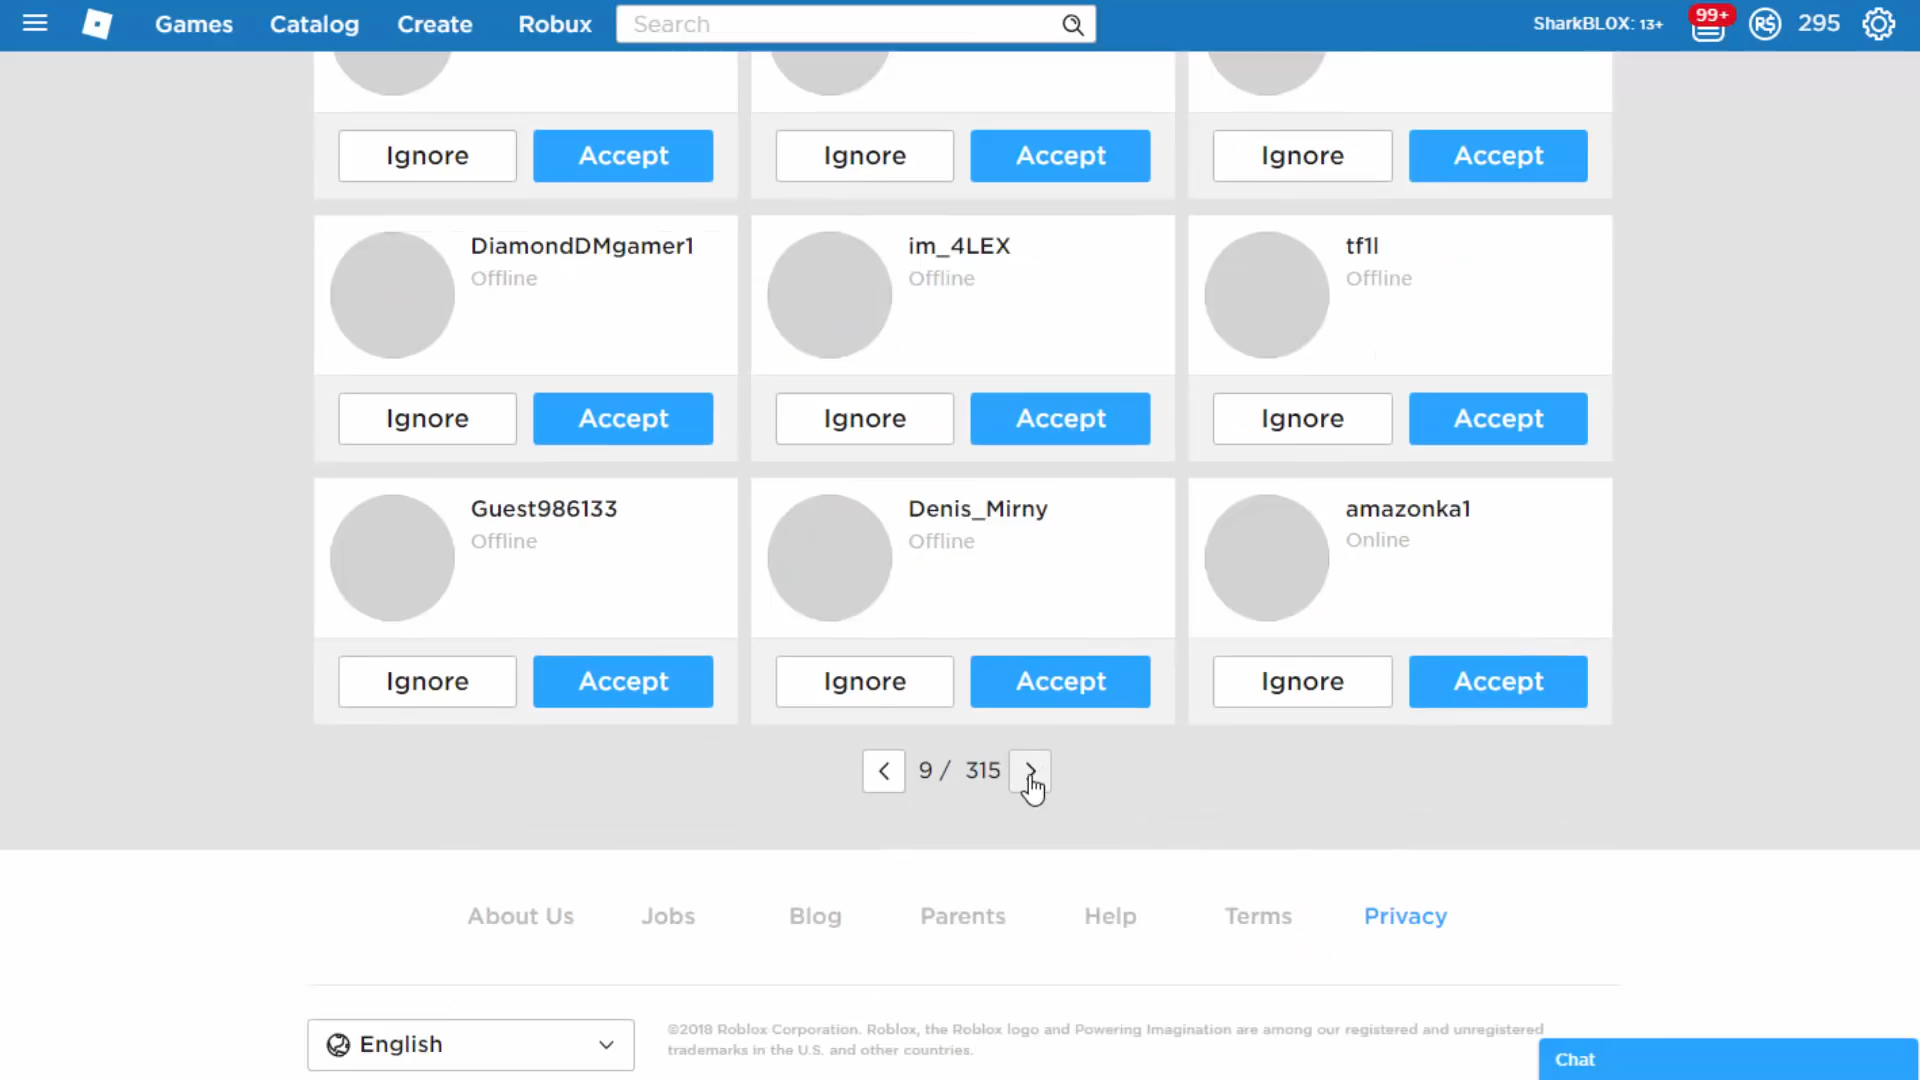 Games Catalog Create Robux Search SharkBLOX: 13+ 99+ R$ 295
Ignore Accept Ignore Accept Ignore Accept
DiamondDMgamer1 im_4LEX tf1l
Offline Offline Offline
Ignore Accept Ignore Accept Ignore Accept
Guest986133 Denis_Mirny amazonka1
Offline Offline Online
Ignore Accept Ignore Accept Ignore Accept
9 / 315
About Us Jobs Blog Parents Help Terms Privacy
English
©2018 Roblox Corporation. Roblox, the Roblox logo and Powering Imagination are among our registered and unregistered
trademarks in the U.S. and other countries.
Chat